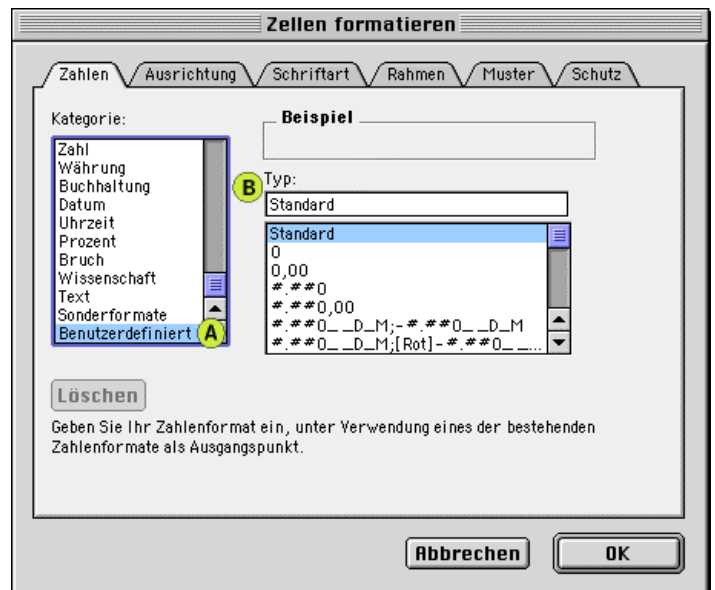 Zellen formatieren
Zahlen Ausrichtung Schriftart Rahmen Muster Schutz
Kategorie:
Zahl
Währung
Buchhaltung
Datum
Uhrzeit
Prozent
Bruch
Wissenschaft
Text
Sonderformate
Benutzerdefiniert A
Beispiel
B Typ:
Standard
Standard
0
0,00
#.##0
#.##0,00
#.##0_ _D_M;-#.##0_ _D_M
#.##0_ _D_M;[Rot]-#.##0_ _...
Löschen
Geben Sie Ihr Zahlenformat ein, unter Verwendung eines der bestehenden
Zahlenformate als Ausgangspunkt.
Abbrechen OK